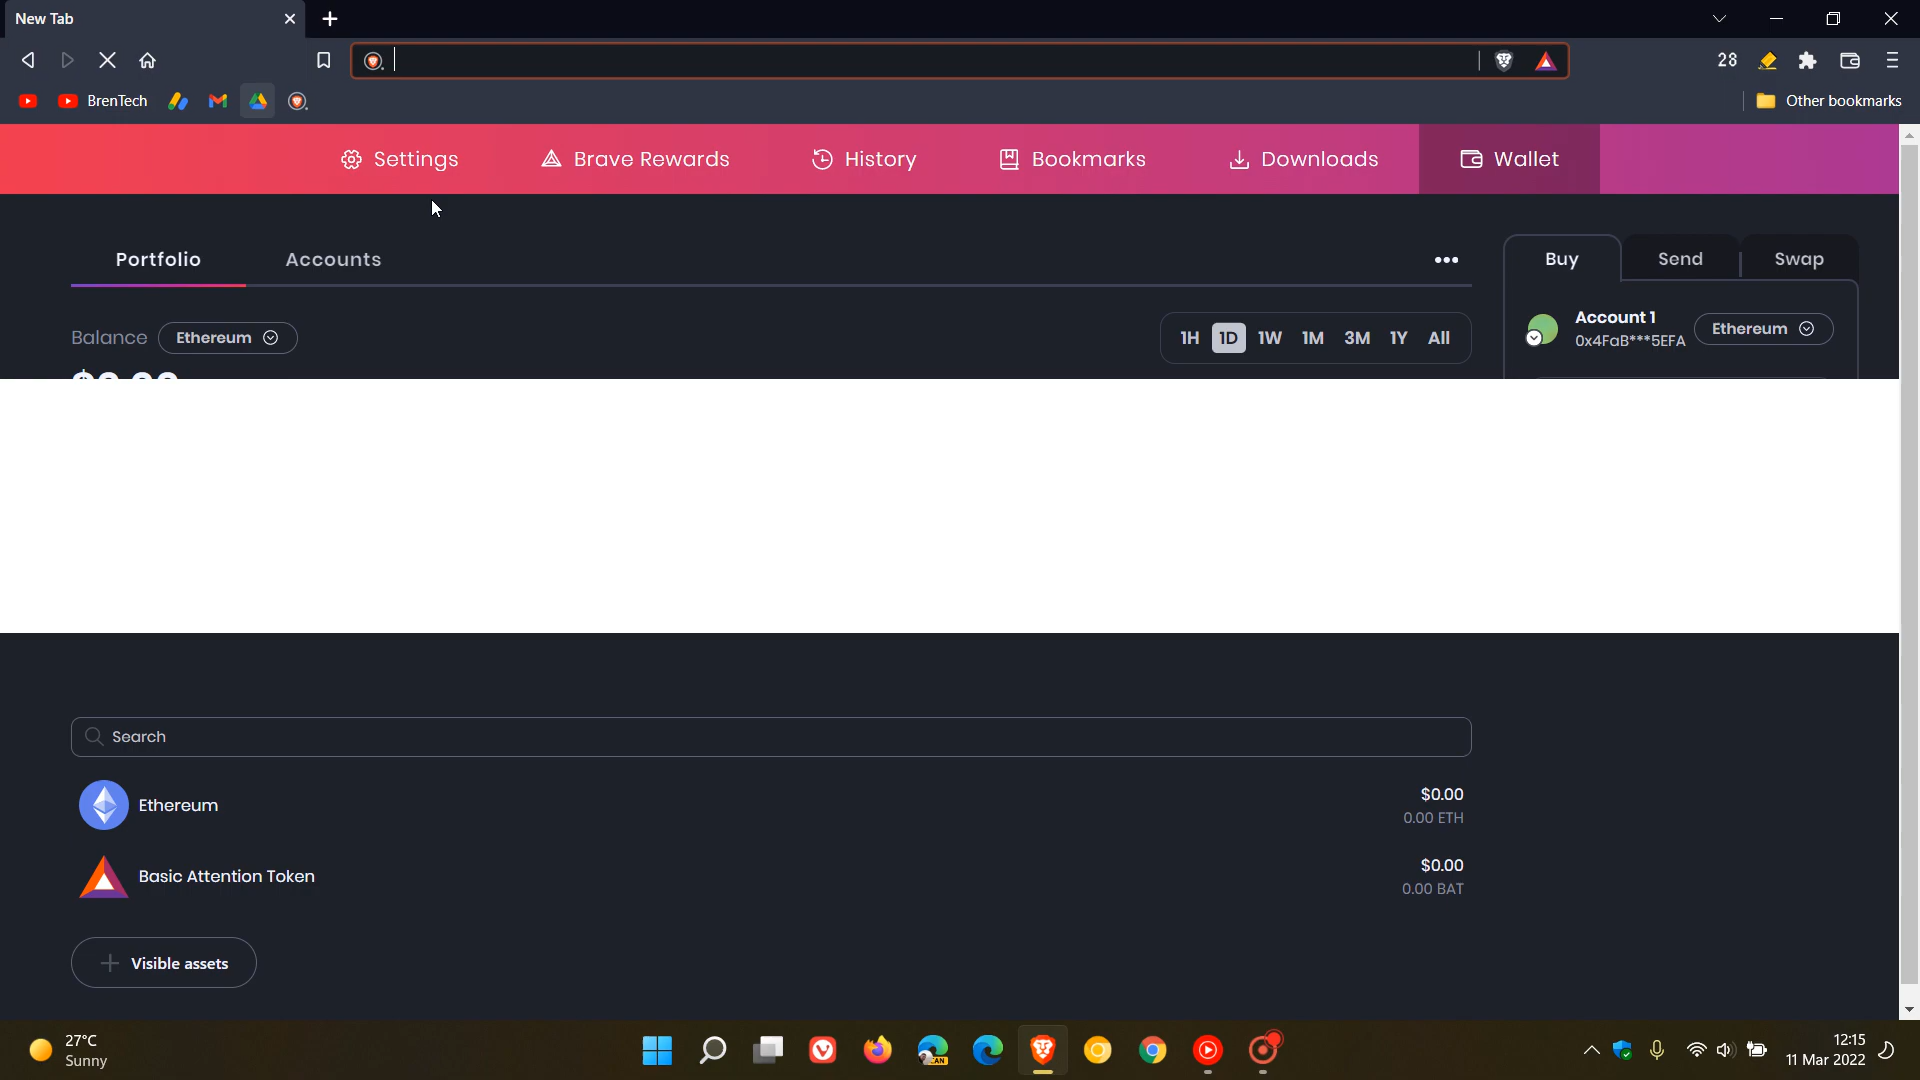 New Tab
28
BrenTech
Other bookmarks
Settings
Brave Rewards
History
Bookmarks
Downloads
Wallet
Portfolio
Accounts
Buy
Send
Swap
Balance
Ethereum
1H 1D 1W 1M 3M 1Y All
Account 1
0x4FaB***5EFA
Ethereum
Search
Ethereum
$0.00
0.00 ETH
Basic Attention Token
$0.00
0.00 BAT
Visible assets
27°C
Sunny
CAN
12:15
11 Mar 2022